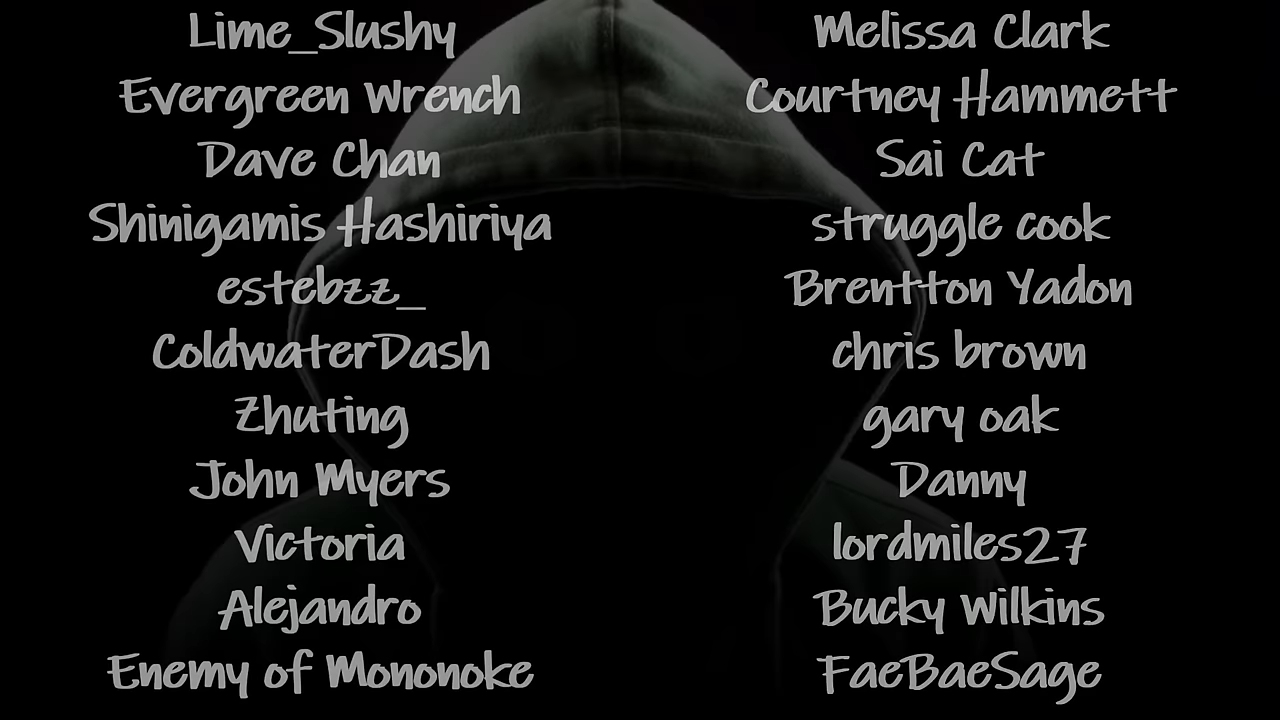 Lime_Slushy
Evergreen Wrench
Dave Chan
Shinigamis Hashiriya
estebzz_
ColdwaterDash
Zhuting
John Myers
Victoria
Alejandro
Enemy of Mononoke
Melissa Clark
Courtney Hammett
Sai Cat
struggle cook
Brentton Yadon
chris brown
gary oak
Danny
lordmiles27
Bucky Wilkins
FaeBaeSage